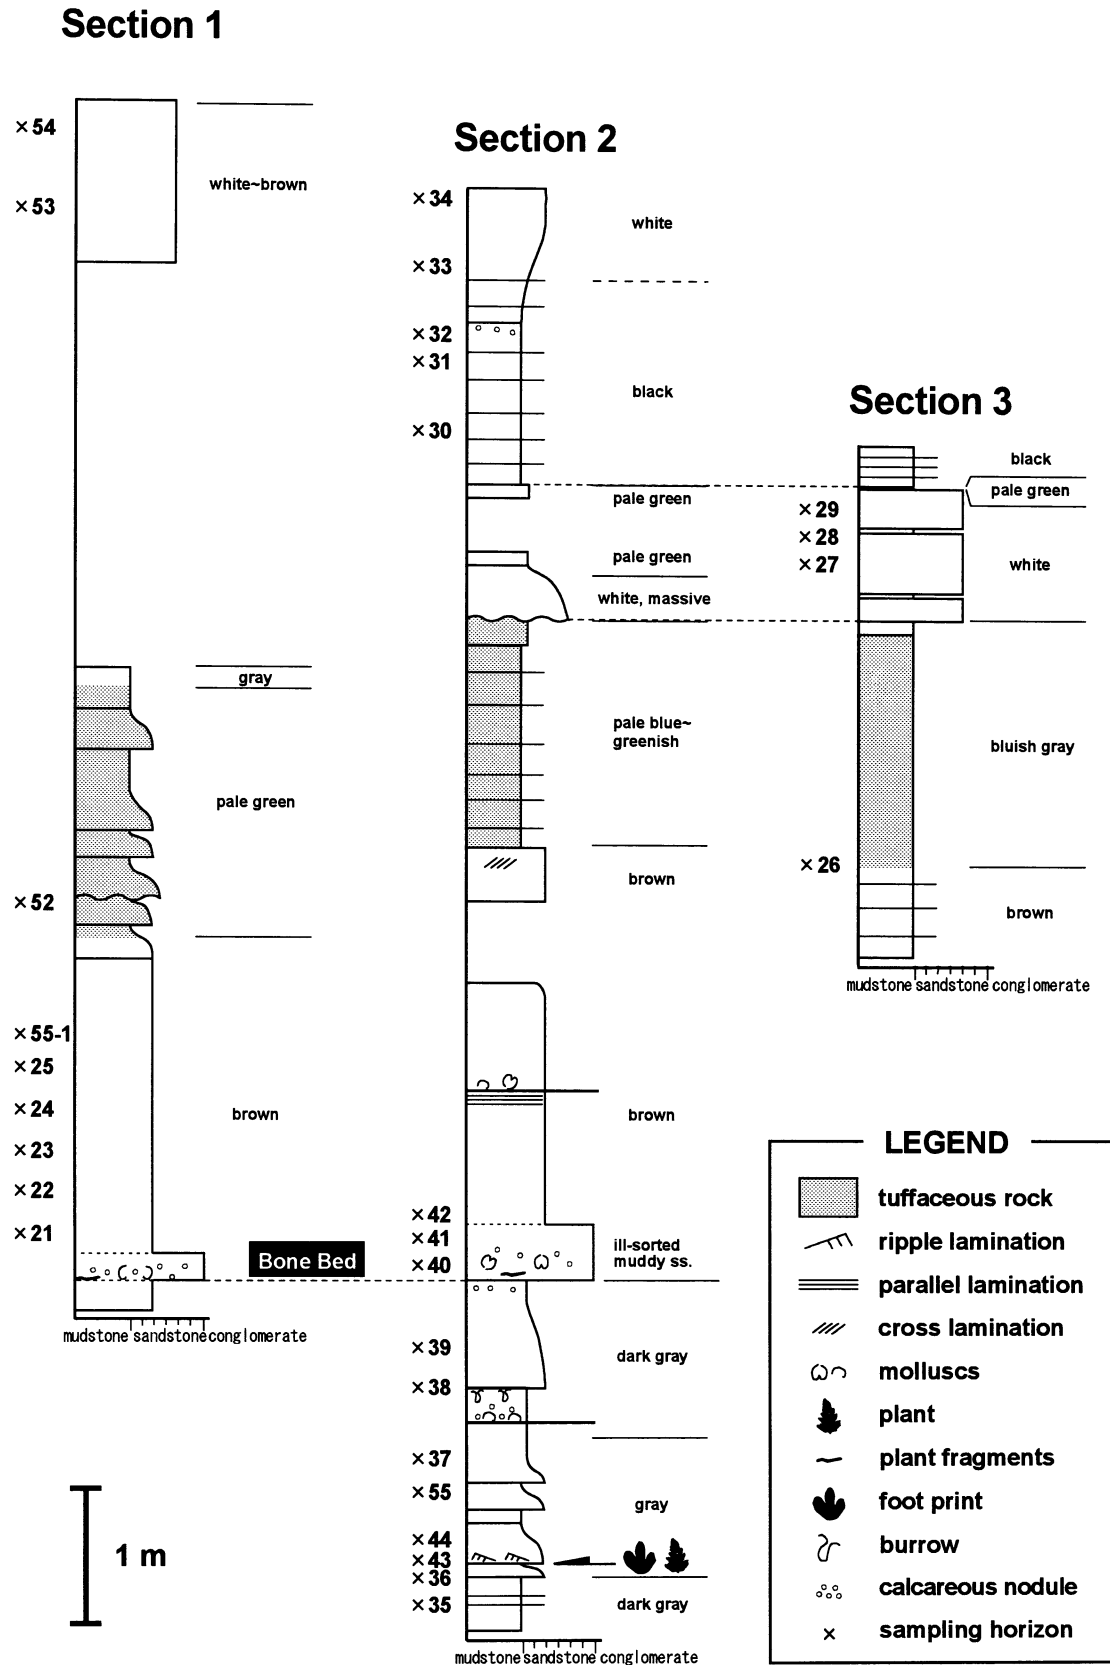 Section 1
× 54
white~brown
× 53
gray
pale green
× 52
× 55-1
× 25
× 24
brown
× 23
× 22
× 21
Bone Bed
mudstone sandstone conglomerate
1 m
Section 2
× 34
white
× 33
× 32
× 31
black
× 30
pale green
pale green
white, massive
pale blue~
greenish
brown
brown
× 42
× 41
ill-sorted
muddy ss.
× 40
× 39
dark gray
× 38
× 37
× 55
gray
× 44
× 43
× 36
× 35
dark gray
mudstone sandstone conglomerate
Section 3
black
pale green
× 29
× 28
× 27
white
bluish gray
× 26
brown
mudstone sandstone conglomerate
LEGEND
tuffaceous rock
ripple lamination
parallel lamination
cross lamination
molluscs
plant
plant fragments
foot print
burrow
calcareous nodule
× sampling horizon